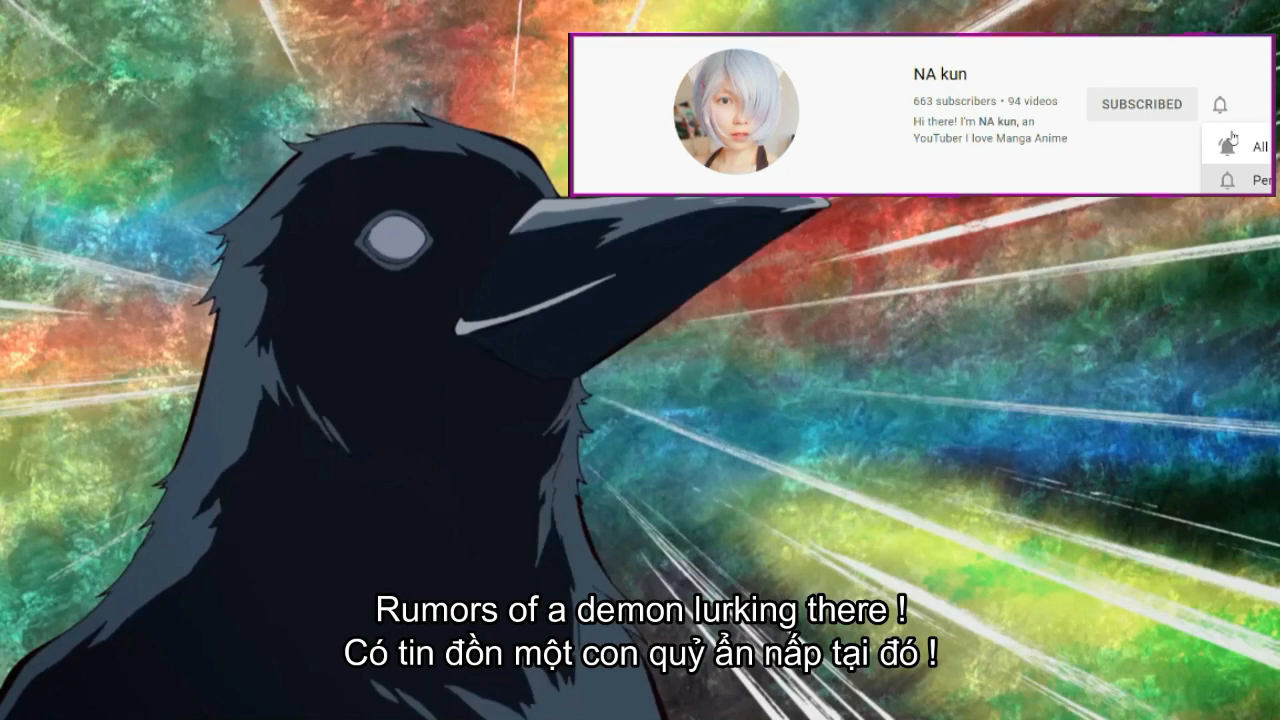 NA kun
663 subscribers • 94 videos
SUBSCRIBED
Hi there! I'm NA kun, an
YouTuber I love Manga Anime
All
Per
Rumors of a demon lurking there !
Có tin đồn một con quỷ ẩn nấp tại đó !